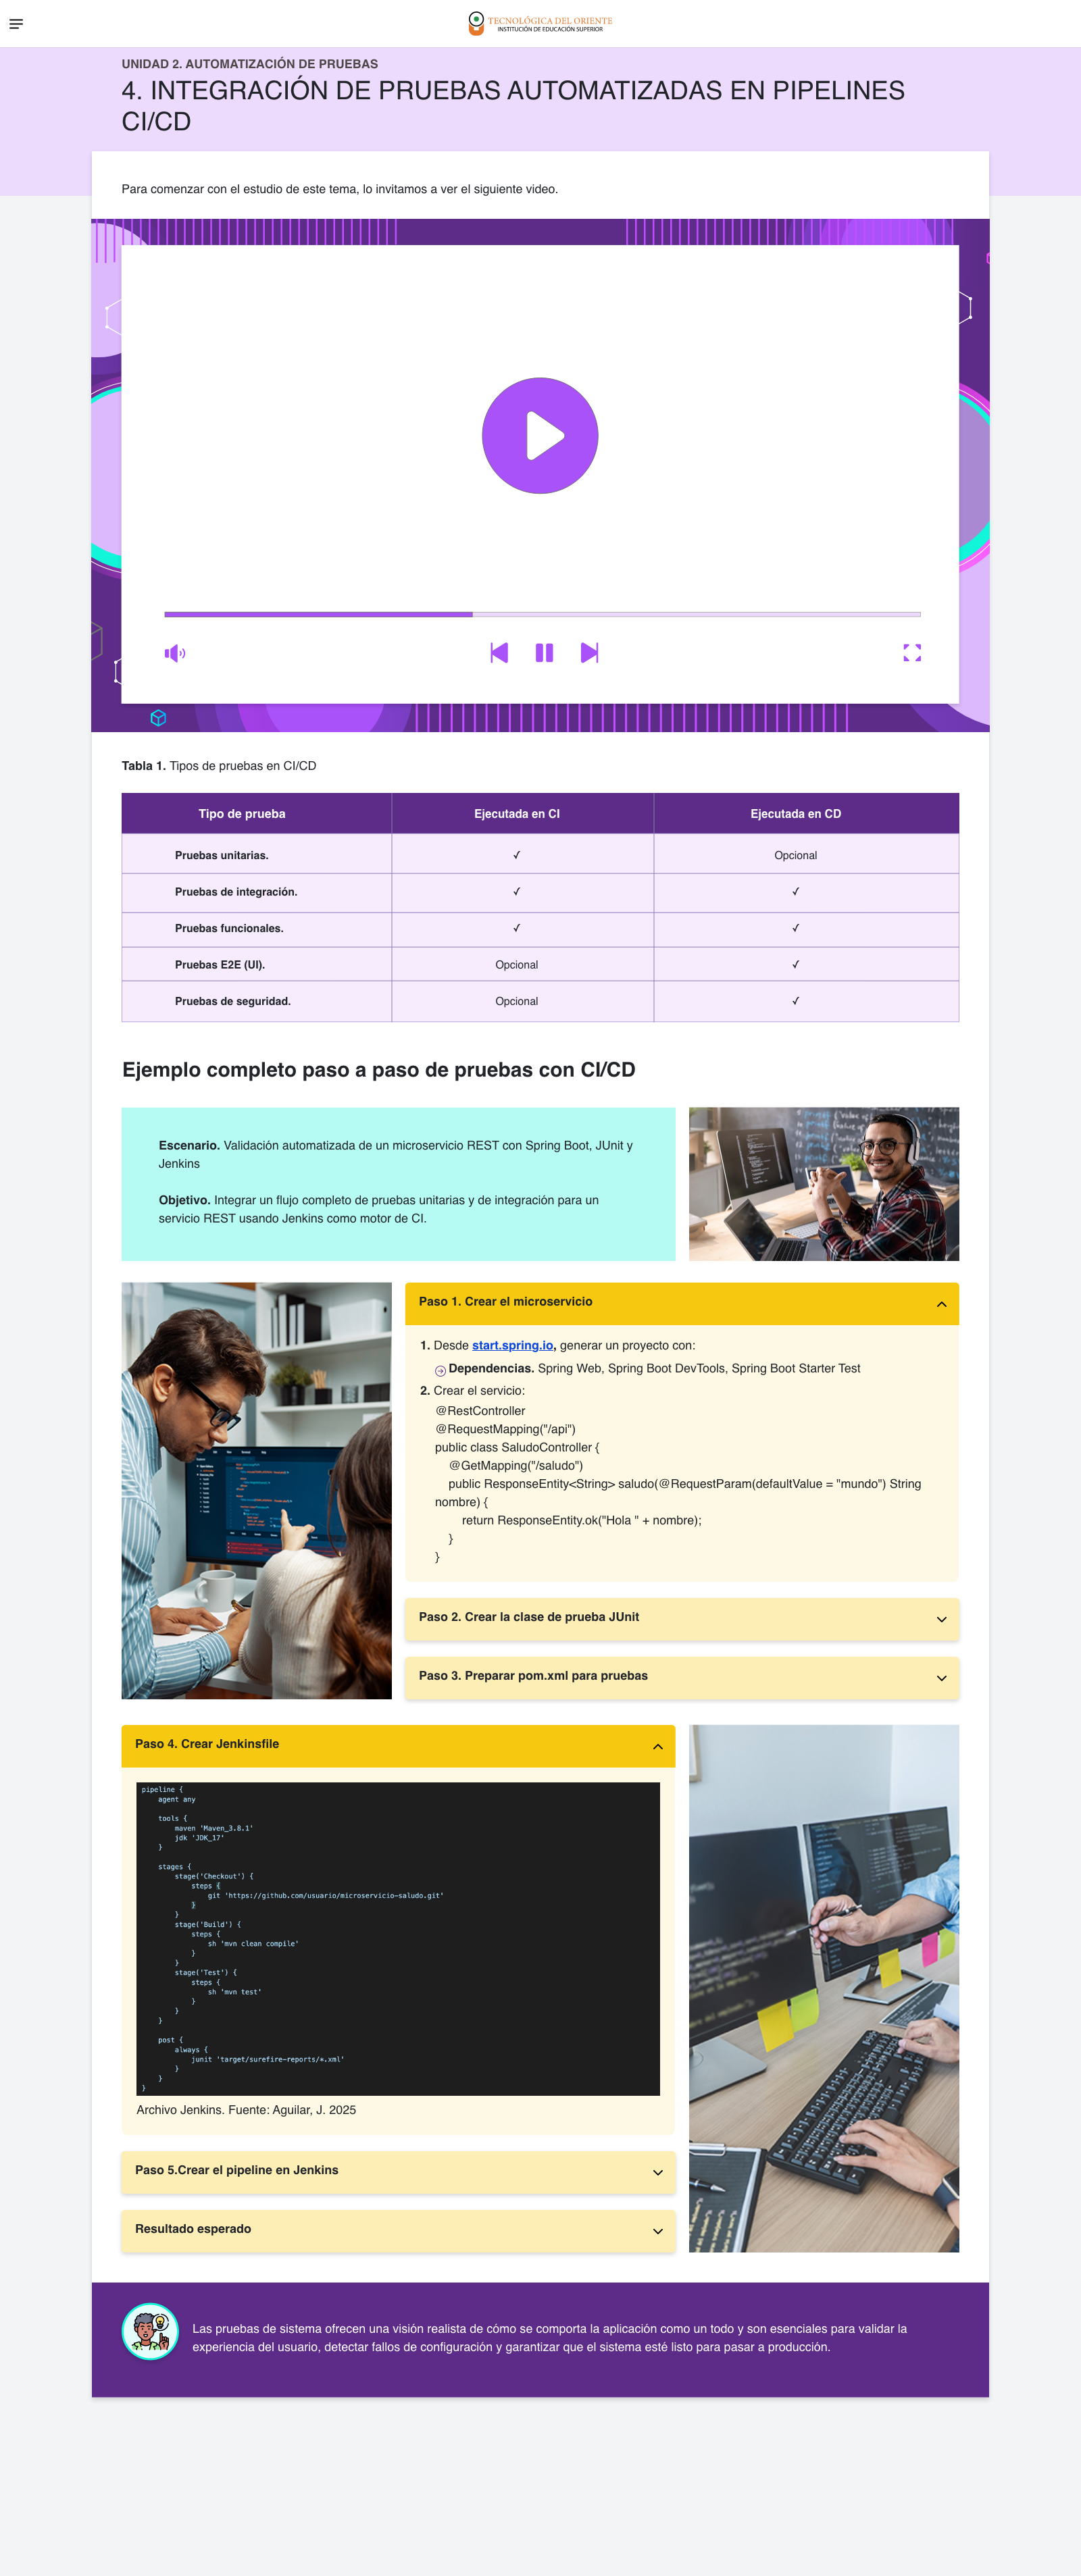 TECNOLÓGICA DEL ORIENTE
INSTITUCIÓN DE EDUCACIÓN SUPERIOR
UNIDAD 2. AUTOMATIZACIÓN DE PRUEBAS
4. INTEGRACIÓN DE PRUEBAS AUTOMATIZADAS EN PIPELINES
CI/CD
Para comenzar con el estudio de este tema, lo invitamos a ver el siguiente video.
Tabla 1. Tipos de pruebas en CI/CD
Tipo de prueba Ejecutada en CI Ejecutada en CD
Pruebas unitarias. ✓ Opcional
Pruebas de integración. ✓ ✓
Pruebas funcionales. ✓ ✓
Pruebas E2E (UI). Opcional ✓
Pruebas de seguridad. Opcional ✓
Ejemplo completo paso a paso de pruebas con CI/CD
Escenario. Validación automatizada de un microservicio REST con Spring Boot, JUnit y
Jenkins
Objetivo. Integrar un flujo completo de pruebas unitarias y de integración para un
servicio REST usando Jenkins como motor de CI.
Paso 1. Crear el microservicio
1. Desde start.spring.io, generar un proyecto con:
Dependencias. Spring Web, Spring Boot DevTools, Spring Boot Starter Test
2. Crear el servicio:
@RestController
@RequestMapping("/api")
public class SaludoController {
@GetMapping("/saludo")
public ResponseEntity<String> saludo(@RequestParam(defaultValue = "mundo") String
nombre) {
return ResponseEntity.ok("Hola " + nombre);
}
}
Paso 2. Crear la clase de prueba JUnit
Paso 3. Preparar pom.xml para pruebas
Paso 4. Crear Jenkinsfile
pipeline {
agent any
tools {
maven 'Maven_3.8.1'
jdk 'JDK_17'
}
stages {
stage('Checkout') {
steps {
git 'https://github.com/usuario/microservicio-saludo.git'
}
}
stage('Build') {
steps {
sh 'mvn clean compile'
}
}
stage('Test') {
steps {
sh 'mvn test'
}
}
}
post {
always {
junit 'target/surefire-reports/*.xml'
}
}
}
Archivo Jenkins. Fuente: Aguilar, J. 2025
Paso 5.Crear el pipeline en Jenkins
Resultado esperado
Las pruebas de sistema ofrecen una visión realista de cómo se comporta la aplicación como un todo y son esenciales para validar la
experiencia del usuario, detectar fallos de configuración y garantizar que el sistema esté listo para pasar a producción.